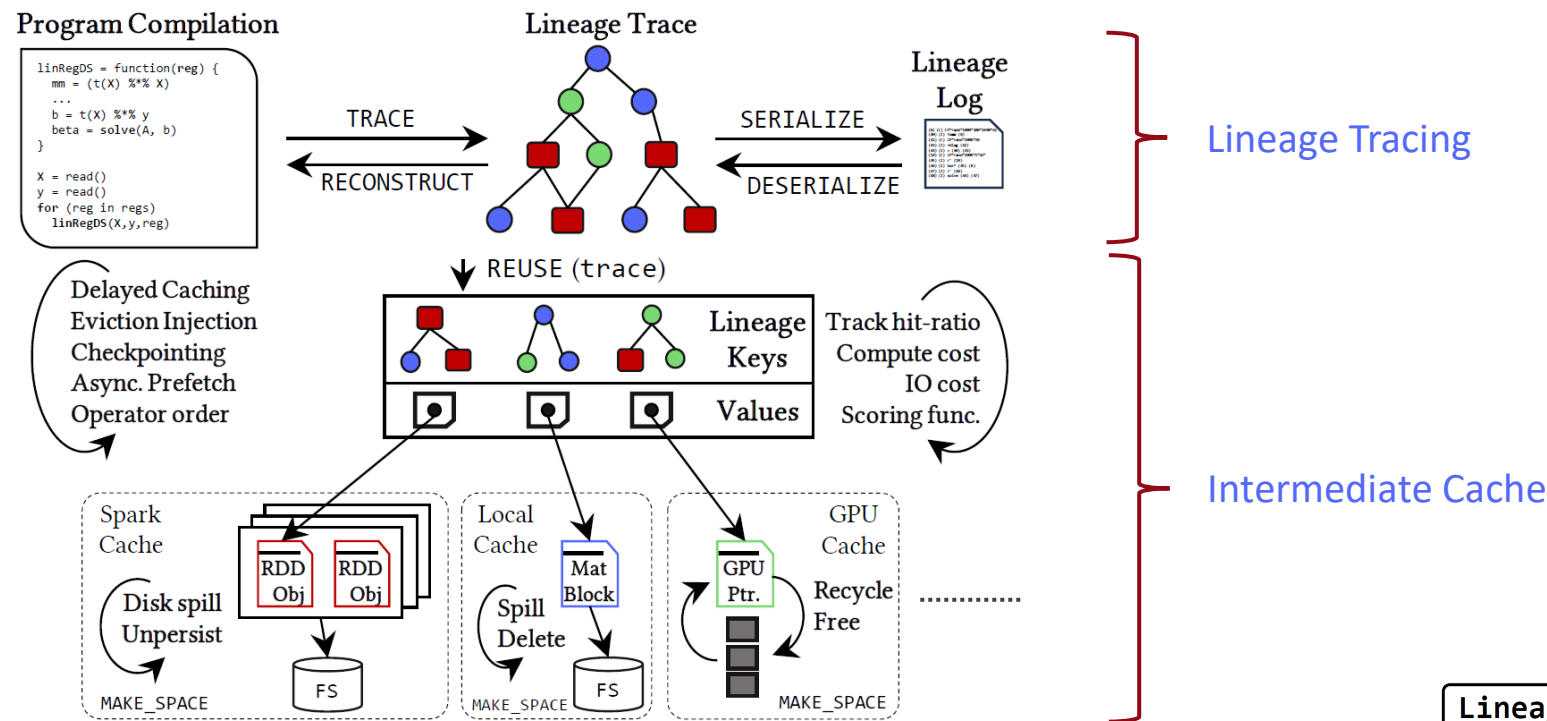 Program Compilation
linRegDS = function(reg) {
mm = (t(X) %*% X)
...
b = t(X) %*% y
beta = solve(A, b)
}
X = read()
y = read()
for (reg in regs)
linRegDS(X,y,reg)
TRACE
RECONSTRUCT
Lineage Trace
SERIALIZE
DESERIALIZE
Lineage
Log
Lineage Tracing
REUSE (trace)
Delayed Caching
Eviction Injection
Checkpointing
Async. Prefetch
Operator order
Lineage
Keys
Values
Track hit-ratio
Compute cost
IO cost
Scoring func.
Intermediate Cache
Spark
Cache
RDD
Obj
RDD
Obj
Disk spill
Unpersist
FS
MAKE_SPACE
Local
Cache
Mat
Block
Spill
Delete
FS
MAKE_SPACE
GPU
Cache
GPU
Ptr.
Recycle
Free
MAKE_SPACE
Linea